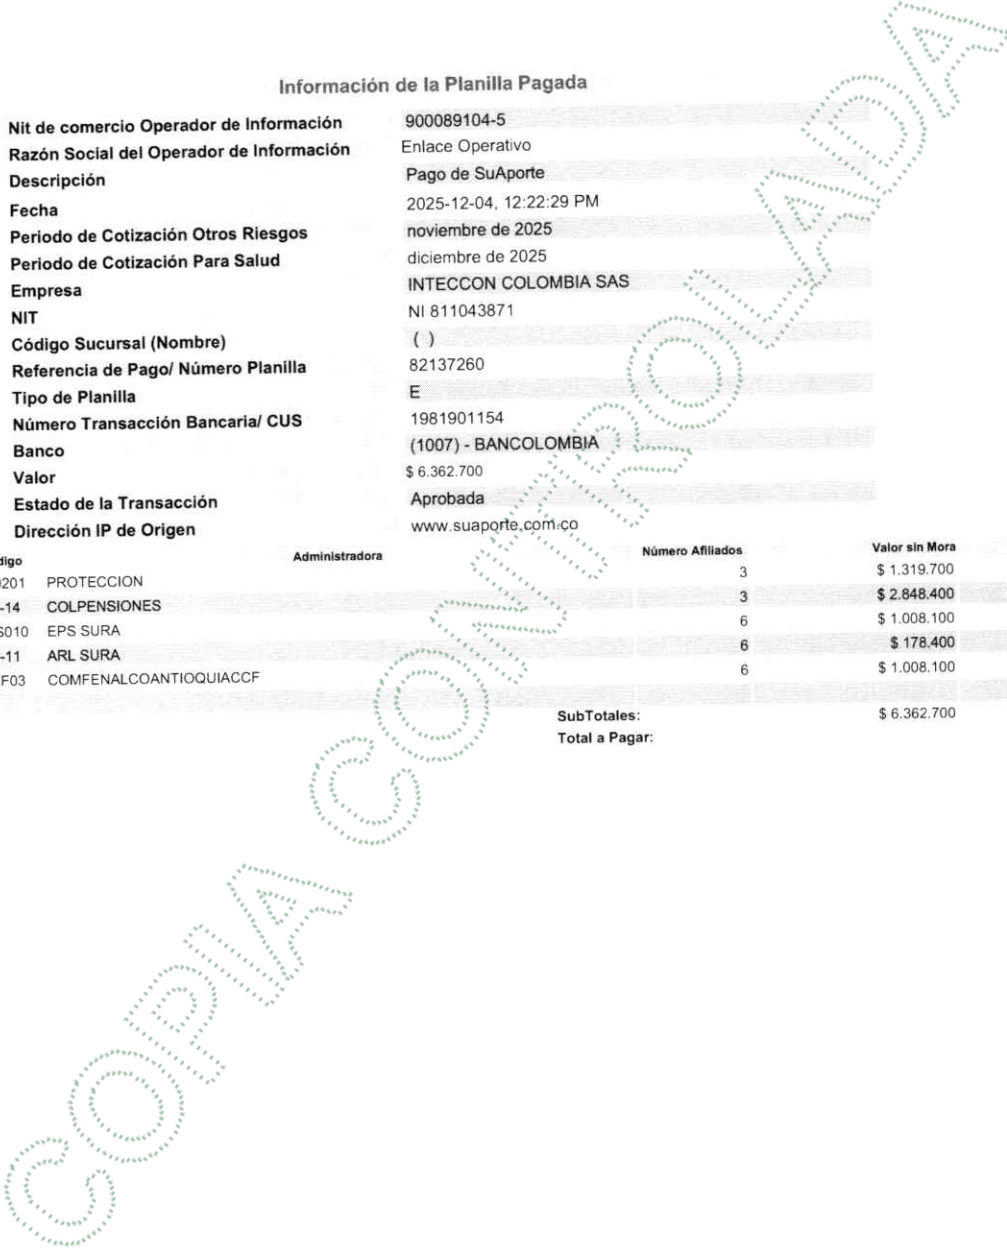 Información de la Planilla Pagada
Nit de comercio Operador de Información 900089104-5
Razón Social del Operador de Información Enlace Operativo
Descripción Pago de SuAporte
Fecha 2025-12-04, 12:22:29 PM
Periodo de Cotización Otros Riesgos noviembre de 2025
Periodo de Cotización Para Salud diciembre de 2025
Empresa INTECCON COLOMBIA SAS
NIT NI 811043871
Código Sucursal (Nombre) ( )
Referencia de Pago/ Número Planilla 82137260
Tipo de Planilla E
Número Transacción Bancaria/ CUS 1981901154
Banco (1007) - BANCOLOMBIA
Valor $ 6.362.700
Estado de la Transacción Aprobada
Dirección IP de Origen www.suaporte.com.co
digo Administradora Número Afiliados Valor sin Mora
0201 PROTECCION 3 $ 1.319.700
-14 COLPENSIONES 3 $ 2.848.400
S010 EPS SURA 6 $ 1.008.100
-11 ARL SURA 6 $ 178.400
F03 COMFENALCOANTIOQUIACCF 6 $ 1.008.100
SubTotales: $ 6.362.700
Total a Pagar:
COPIA CONTROLADA